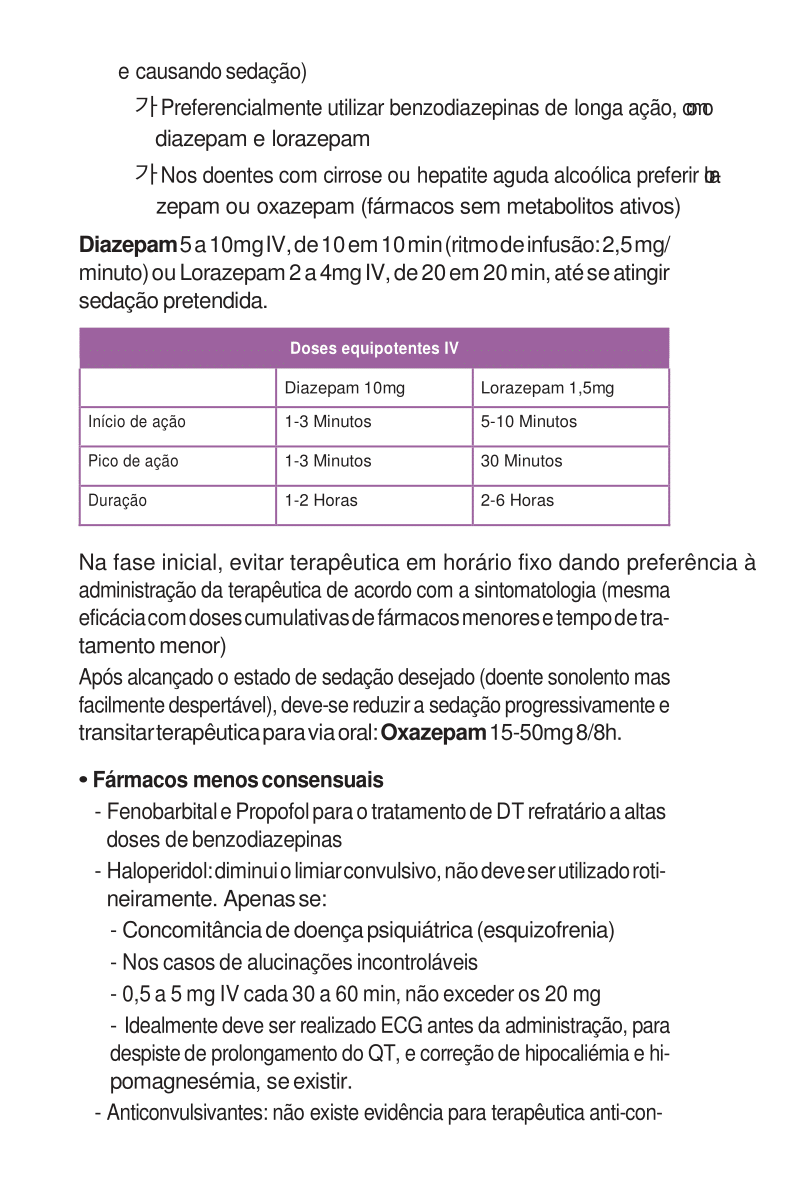 e causando sedação)
가 Preferencialmente utilizar benzodiazepinas de longa ação, como
diazepam e lorazepam
가 Nos doentes com cirrose ou hepatite aguda alcoólica preferir lora-
zepam ou oxazepam (fármacos sem metabolitos ativos)
Diazepam 5 a 10mg IV, de 10 em 10 min (ritmo de infusão: 2,5 mg/
minuto) ou Lorazepam 2 a 4mg IV, de 20 em 20 min, até se atingir
sedação pretendida.
Doses equipotentes IV
Diazepam 10mg Lorazepam 1,5mg
Início de ação 1-3 Minutos 5-10 Minutos
Pico de ação 1-3 Minutos 30 Minutos
Duração 1-2 Horas 2-6 Horas
Na fase inicial, evitar terapêutica em horário fixo dando preferência à
administração da terapêutica de acordo com a sintomatologia (mesma
eficácia com doses cumulativas de fármacos menores e tempo de tra-
tamento menor)
Após alcançado o estado de sedação desejado (doente sonolento mas
facilmente despertável), deve-se reduzir a sedação progressivamente e
transitar terapêutica para via oral: Oxazepam 15-50mg 8/8h.
• Fármacos menos consensuais
- Fenobarbital e Propofol para o tratamento de DT refratário a altas
doses de benzodiazepinas
- Haloperidol: diminui o limiar convulsivo, não deve ser utilizado roti-
neiramente. Apenas se:
- Concomitância de doença psiquiátrica (esquizofrenia)
- Nos casos de alucinações incontroláveis
- 0,5 a 5 mg IV cada 30 a 60 min, não exceder os 20 mg
- Idealmente deve ser realizado ECG antes da administração, para
despiste de prolongamento do QT, e correção de hipocaliémia e hi-
pomagnesémia, se existir.
- Anticonvulsivantes: não existe evidência para terapêutica anti-con-